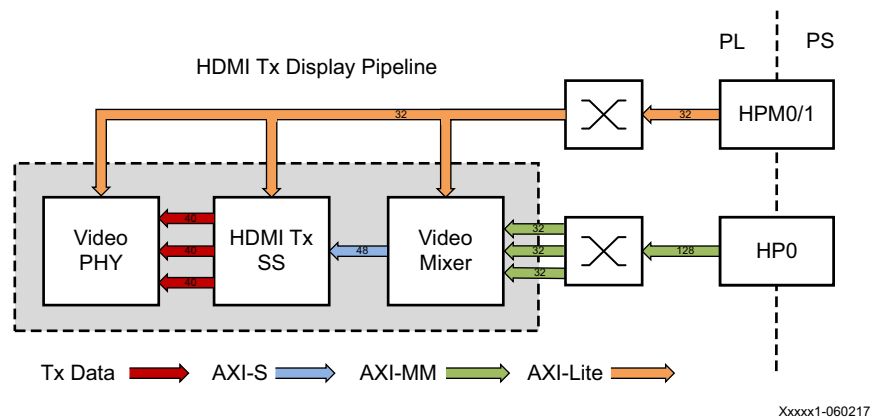 PL PS
HDMI Tx Display Pipeline
32 32 HPM0/1
Video PHY
40
40
40
HDMI Tx SS
48
Video Mixer
32
32
32
128
HP0
Tx Data AXI-S AXI-MM AXI-Lite
Xxxxx1-060217